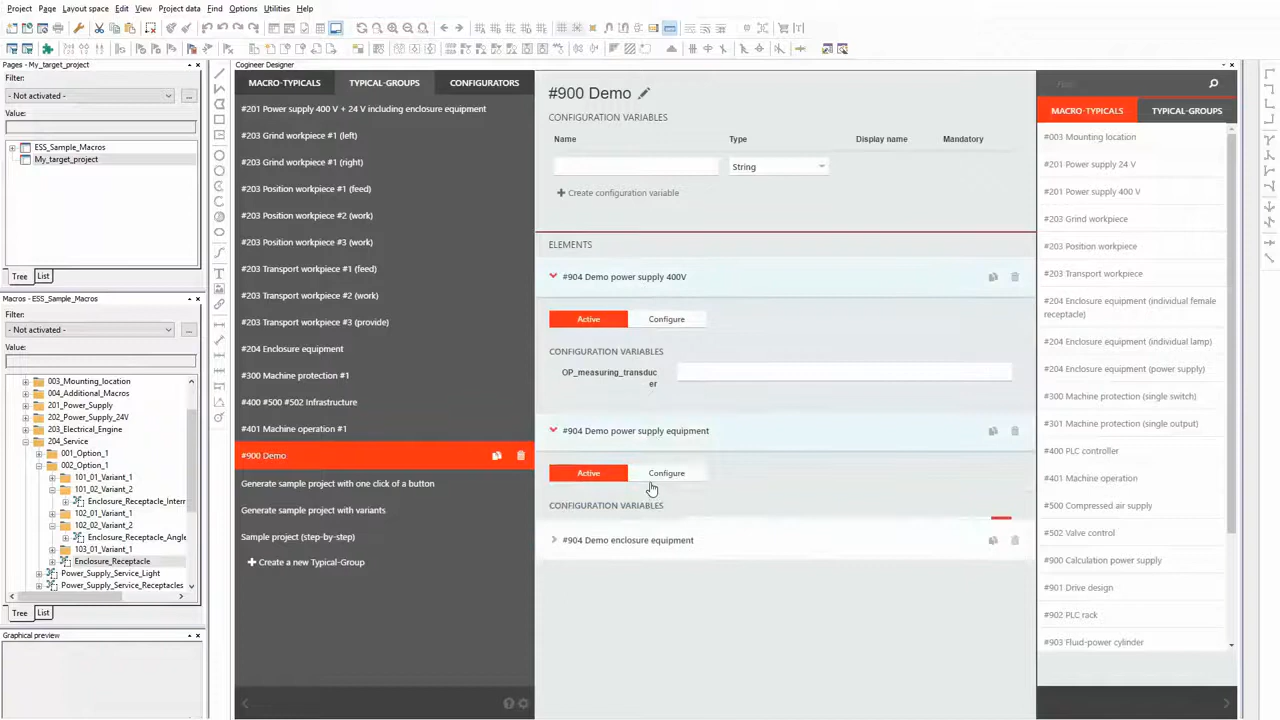 Project Page Layout space Edit View Project data Find Options Utilities Help
Pages - My_target_project
Filter:
- Not activated -
...
Value:
ESS_Sample_Macros
My_target_project
Tree List
Macros - ESS_Sample_Macros
Filter:
- Not activated -
...
Value:
003_Mounting_location
004_Additional_Macros
201_Power_Supply
202_Power_Supply_24V
203_Electrical_Engine
204_Service
001_Option_1
002_Option_1
101_01_Variant_1
101_02_Variant_2
Enclosure_Receptacle_Intern
102_01_Variant_1
102_02_Variant_2
Enclosure_Receptacle_Angle
103_01_Variant_1
Enclosure_Receptacle
Power_Supply_Service_Light
Power_Supply_Service_Receptacles
Tree List
Graphical preview
Cogineer Designer
MACRO-TYPICALS TYPICAL-GROUPS CONFIGURATORS
#201 Power supply 400 V + 24 V including enclosure equipment
#203 Grind workpiece #1 (left)
#203 Grind workpiece #1 (right)
#203 Position workpiece #1 (feed)
#203 Position workpiece #2 (work)
#203 Position workpiece #3 (work)
#203 Transport workpiece #1 (feed)
#203 Transport workpiece #2 (work)
#203 Transport workpiece #3 (provide)
#204 Enclosure equipment
#300 Machine protection #1
#400 #500 #502 Infrastructure
#401 Machine operation #1
#900 Demo
Generate sample project with one click of a button
Generate sample project with variants
Sample project (step-by-step)
+ Create a new Typical-Group
#900 Demo
CONFIGURATION VARIABLES
Name Type Display name Mandatory
String
+ Create configuration variable
ELEMENTS
#904 Demo power supply 400V
Active Configure
CONFIGURATION VARIABLES
OP_measuring_transduc
er
#904 Demo power supply equipment
Active Configure
CONFIGURATION VARIABLES
#904 Demo enclosure equipment
MACRO-TYPICALS TYPICAL-GROUPS
#003 Mounting location
#201 Power supply 24 V
#201 Power supply 400 V
#203 Grind workpiece
#203 Position workpiece
#203 Transport workpiece
#204 Enclosure equipment (individual female
receptacle)
#204 Enclosure equipment (individual lamp)
#204 Enclosure equipment (power supply)
#300 Machine protection (single switch)
#301 Machine protection (single output)
#400 PLC controller
#401 Machine operation
#500 Compressed air supply
#502 Valve control
#900 Calculation power supply
#901 Drive design
#902 PLC rack
#903 Fluid-power cylinder